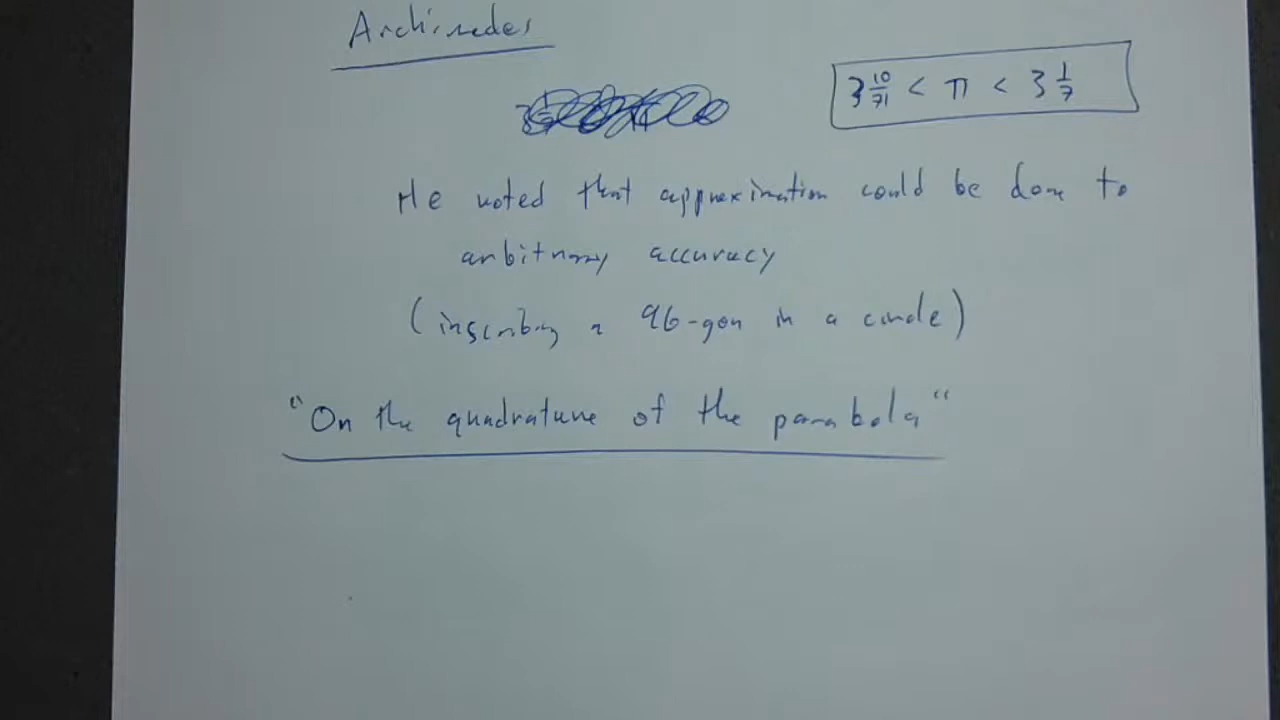 Archimedes
3 10/71 < π < 3 1/7
He noted that approximation could be done to
arbitrary accuracy
(inscribing a 96-gon in a circle)
"On the quadrature of the parabola"